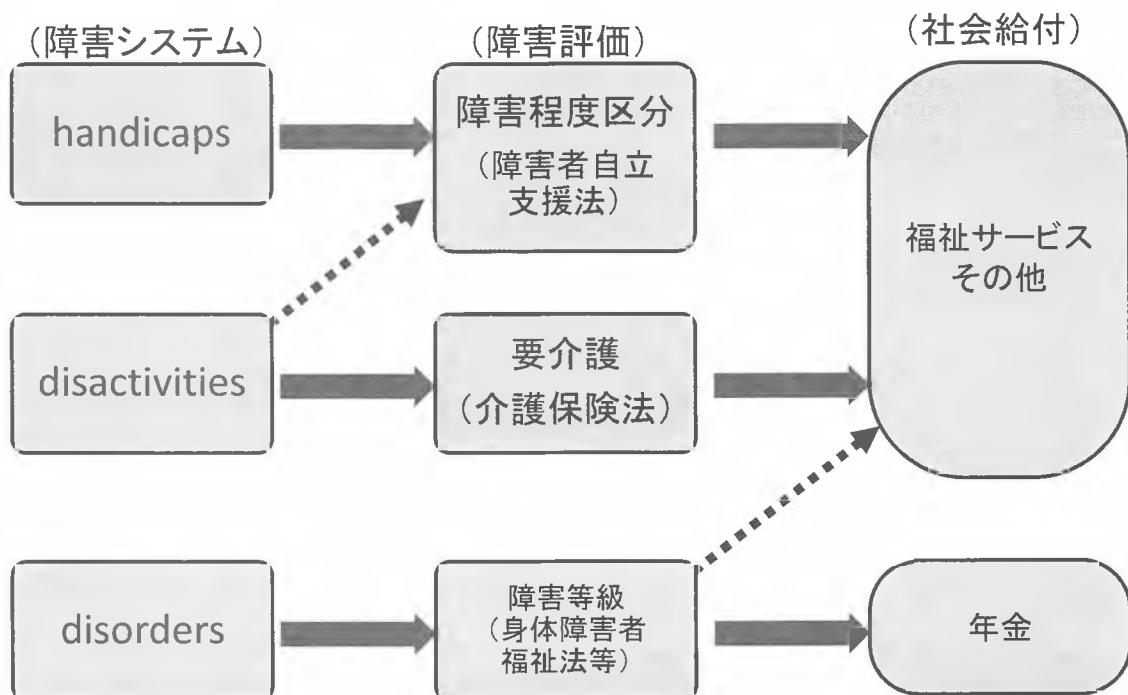 (障害システム)
(障害評価)
(社会給付)
handicaps
障害程度区分
(障害者自立
支援法)
福祉サービス
その他
disactivities
要介護
(介護保険法)
disorders
障害等級
(身体障害者
福祉法等)
年金